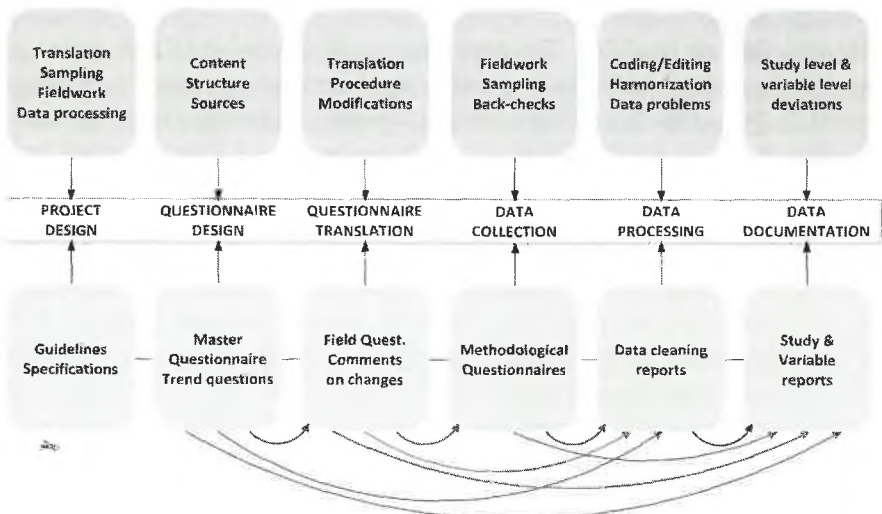 Translation
Sampling
Fieldwork
Data processing
Content
Structure
Sources
Translation
Procedure
Modifications
Fieldwork
Sampling
Back-checks
Coding/Editing
Harmonization
Data problems
Study level &
variable level
deviations
PROJECT
DESIGN
QUESTIONNAIRE
DESIGN
QUESTIONNAIRE
TRANSLATION
DATA
COLLECTION
DATA
PROCESSING
DATA
DOCUMENTATION
Guidelines
Specifications
Master
Questionnaire
Trend questions
Field Quest.
Comments
on changes
Methodological
Questionnaires
Data cleaning
reports
Study &
Variable
reports